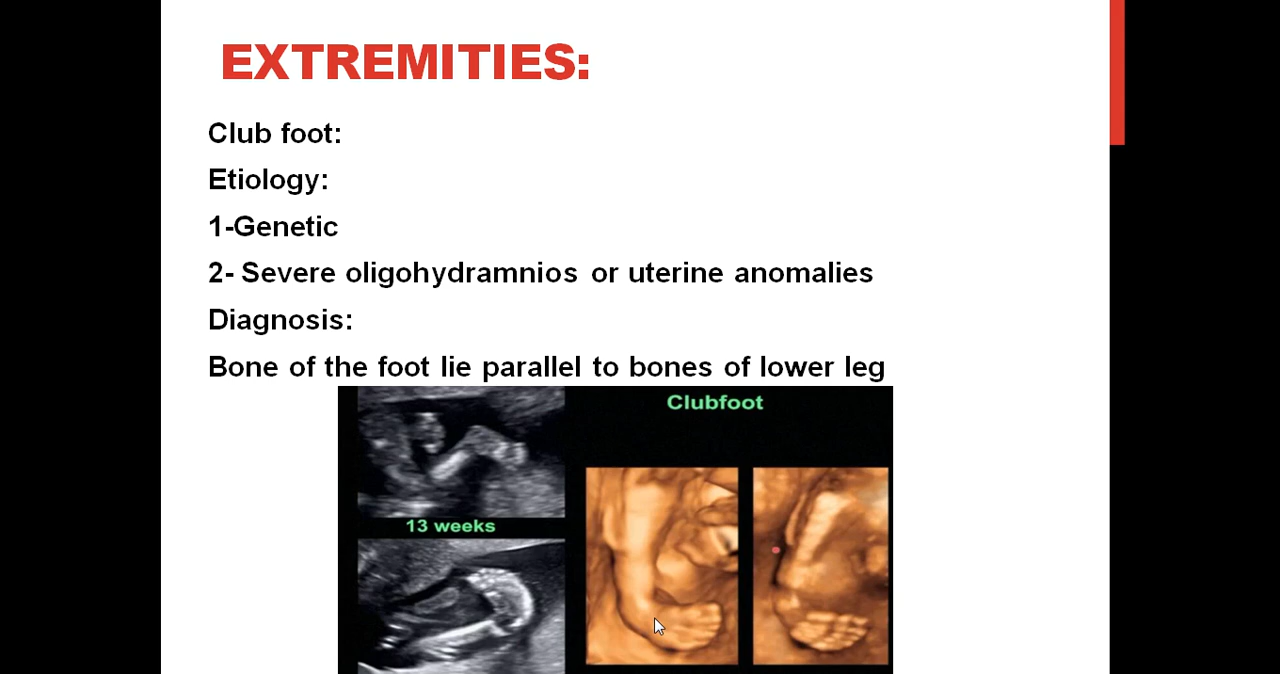 EXTREMITIES:
Club foot:
Etiology:
1-Genetic
2- Severe oligohydramnios or uterine anomalies
Diagnosis:
Bone of the foot lie parallel to bones of lower leg
Clubfoot
13 weeks